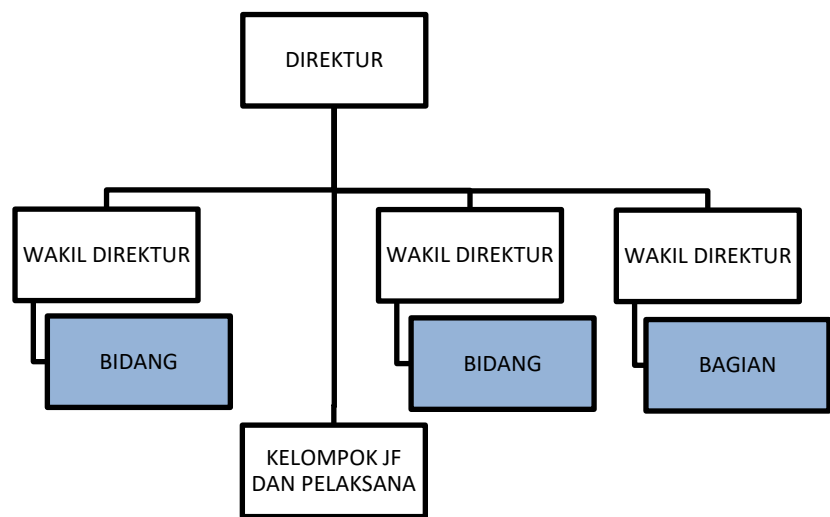 DIREKTUR
WAKIL DIREKTUR
WAKIL DIREKTUR
WAKIL DIREKTUR
BIDANG
BIDANG
BAGIAN
KELOMPOK JF
DAN PELAKSANA